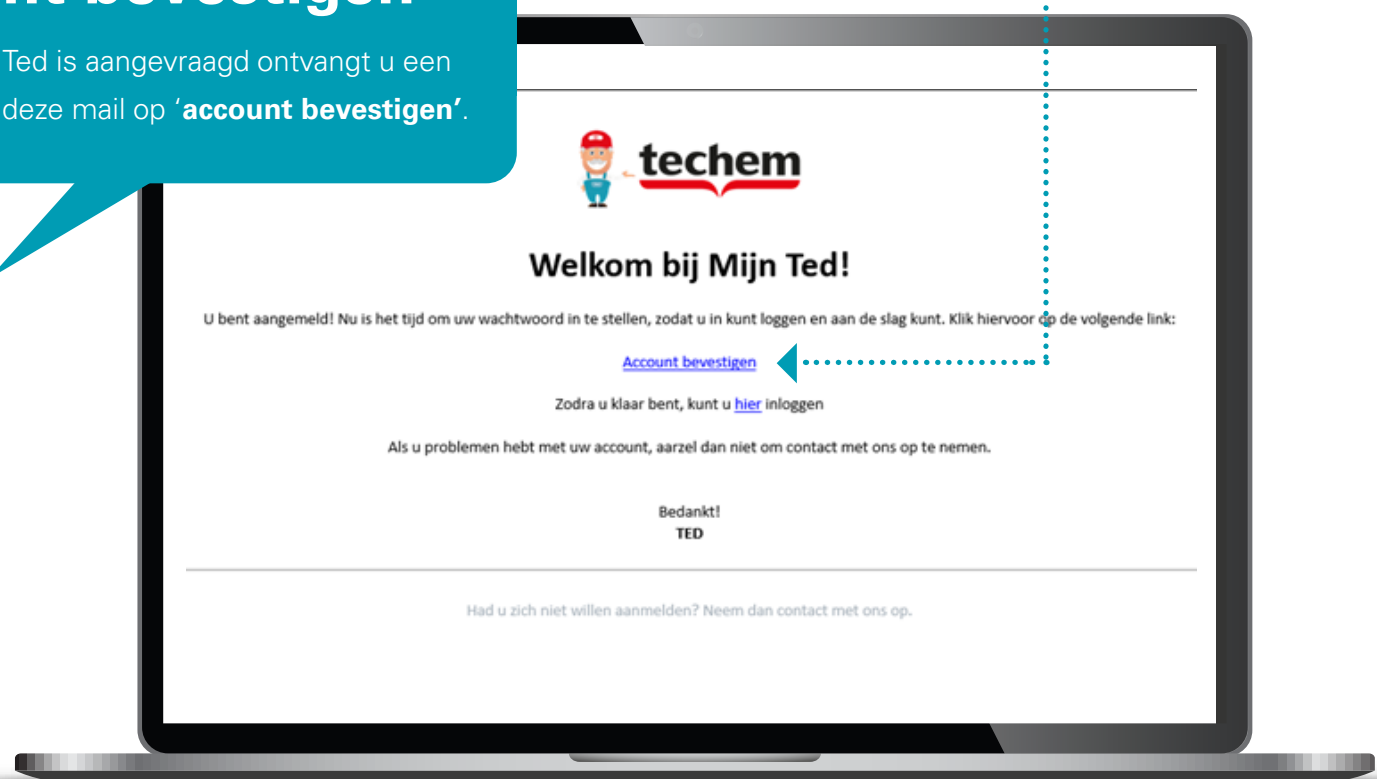 nt bevestigen
Ted is aangevraagd ontvangt u een
deze mail op ‘account bevestigen’.
techem
Welkom bij Mijn Ted!
U bent aangemeld! Nu is het tijd om uw wachtwoord in te stellen, zodat u in kunt loggen en aan de slag kunt. Klik hiervoor op de volgende link:
Account bevestigen
Zodra u klaar bent, kunt u hier inloggen
Als u problemen hebt met uw account, aarzel dan niet om contact met ons op te nemen.
Bedankt!
TED
Had u zich niet willen aanmelden? Neem dan contact met ons op.